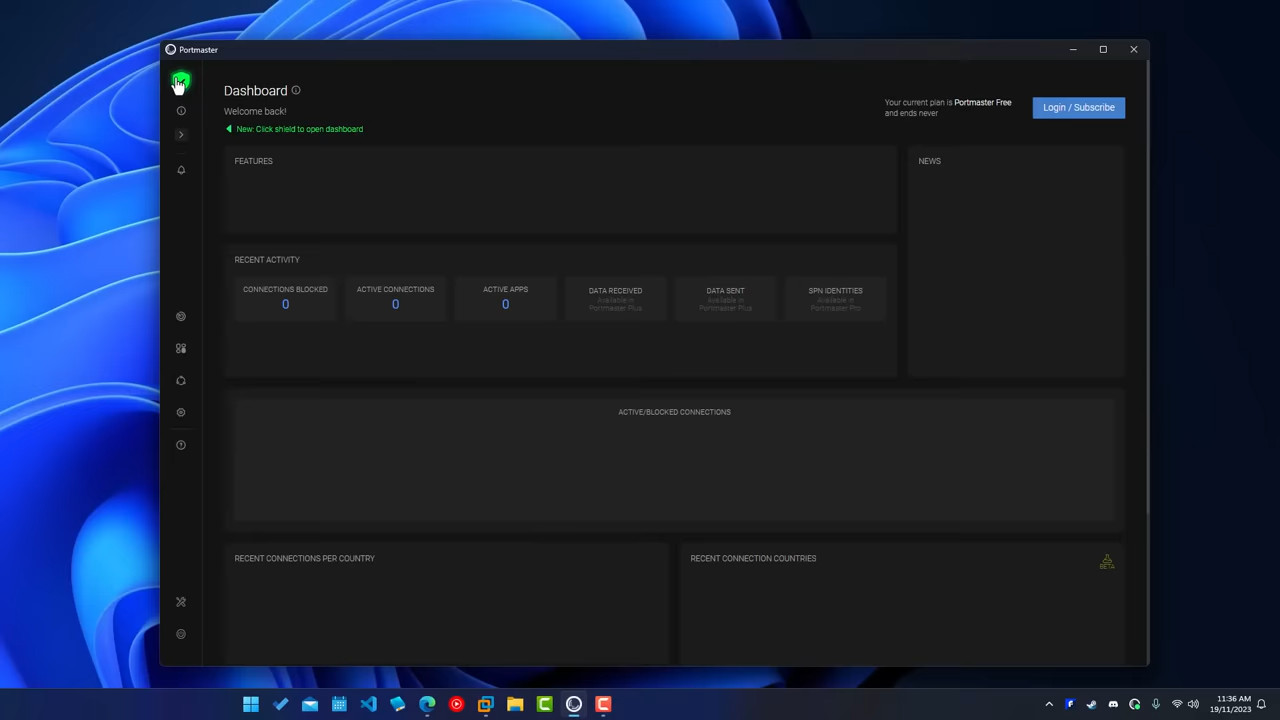 Portmaster
Dashboard
Welcome back!
New: Click shield to open dashboard
Your current plan is Portmaster Free
and ends never
Login / Subscribe
FEATURES
NEWS
RECENT ACTIVITY
CONNECTIONS BLOCKED
0
ACTIVE CONNECTIONS
0
ACTIVE APPS
0
DATA RECEIVED
Available in
Portmaster Plus
DATA SENT
Available in
Portmaster Plus
SPN IDENTITIES
Available in
Portmaster Pro
ACTIVE/BLOCKED CONNECTIONS
RECENT CONNECTIONS PER COUNTRY
RECENT CONNECTION COUNTRIES
BETA
11:36 AM
19/11/2023